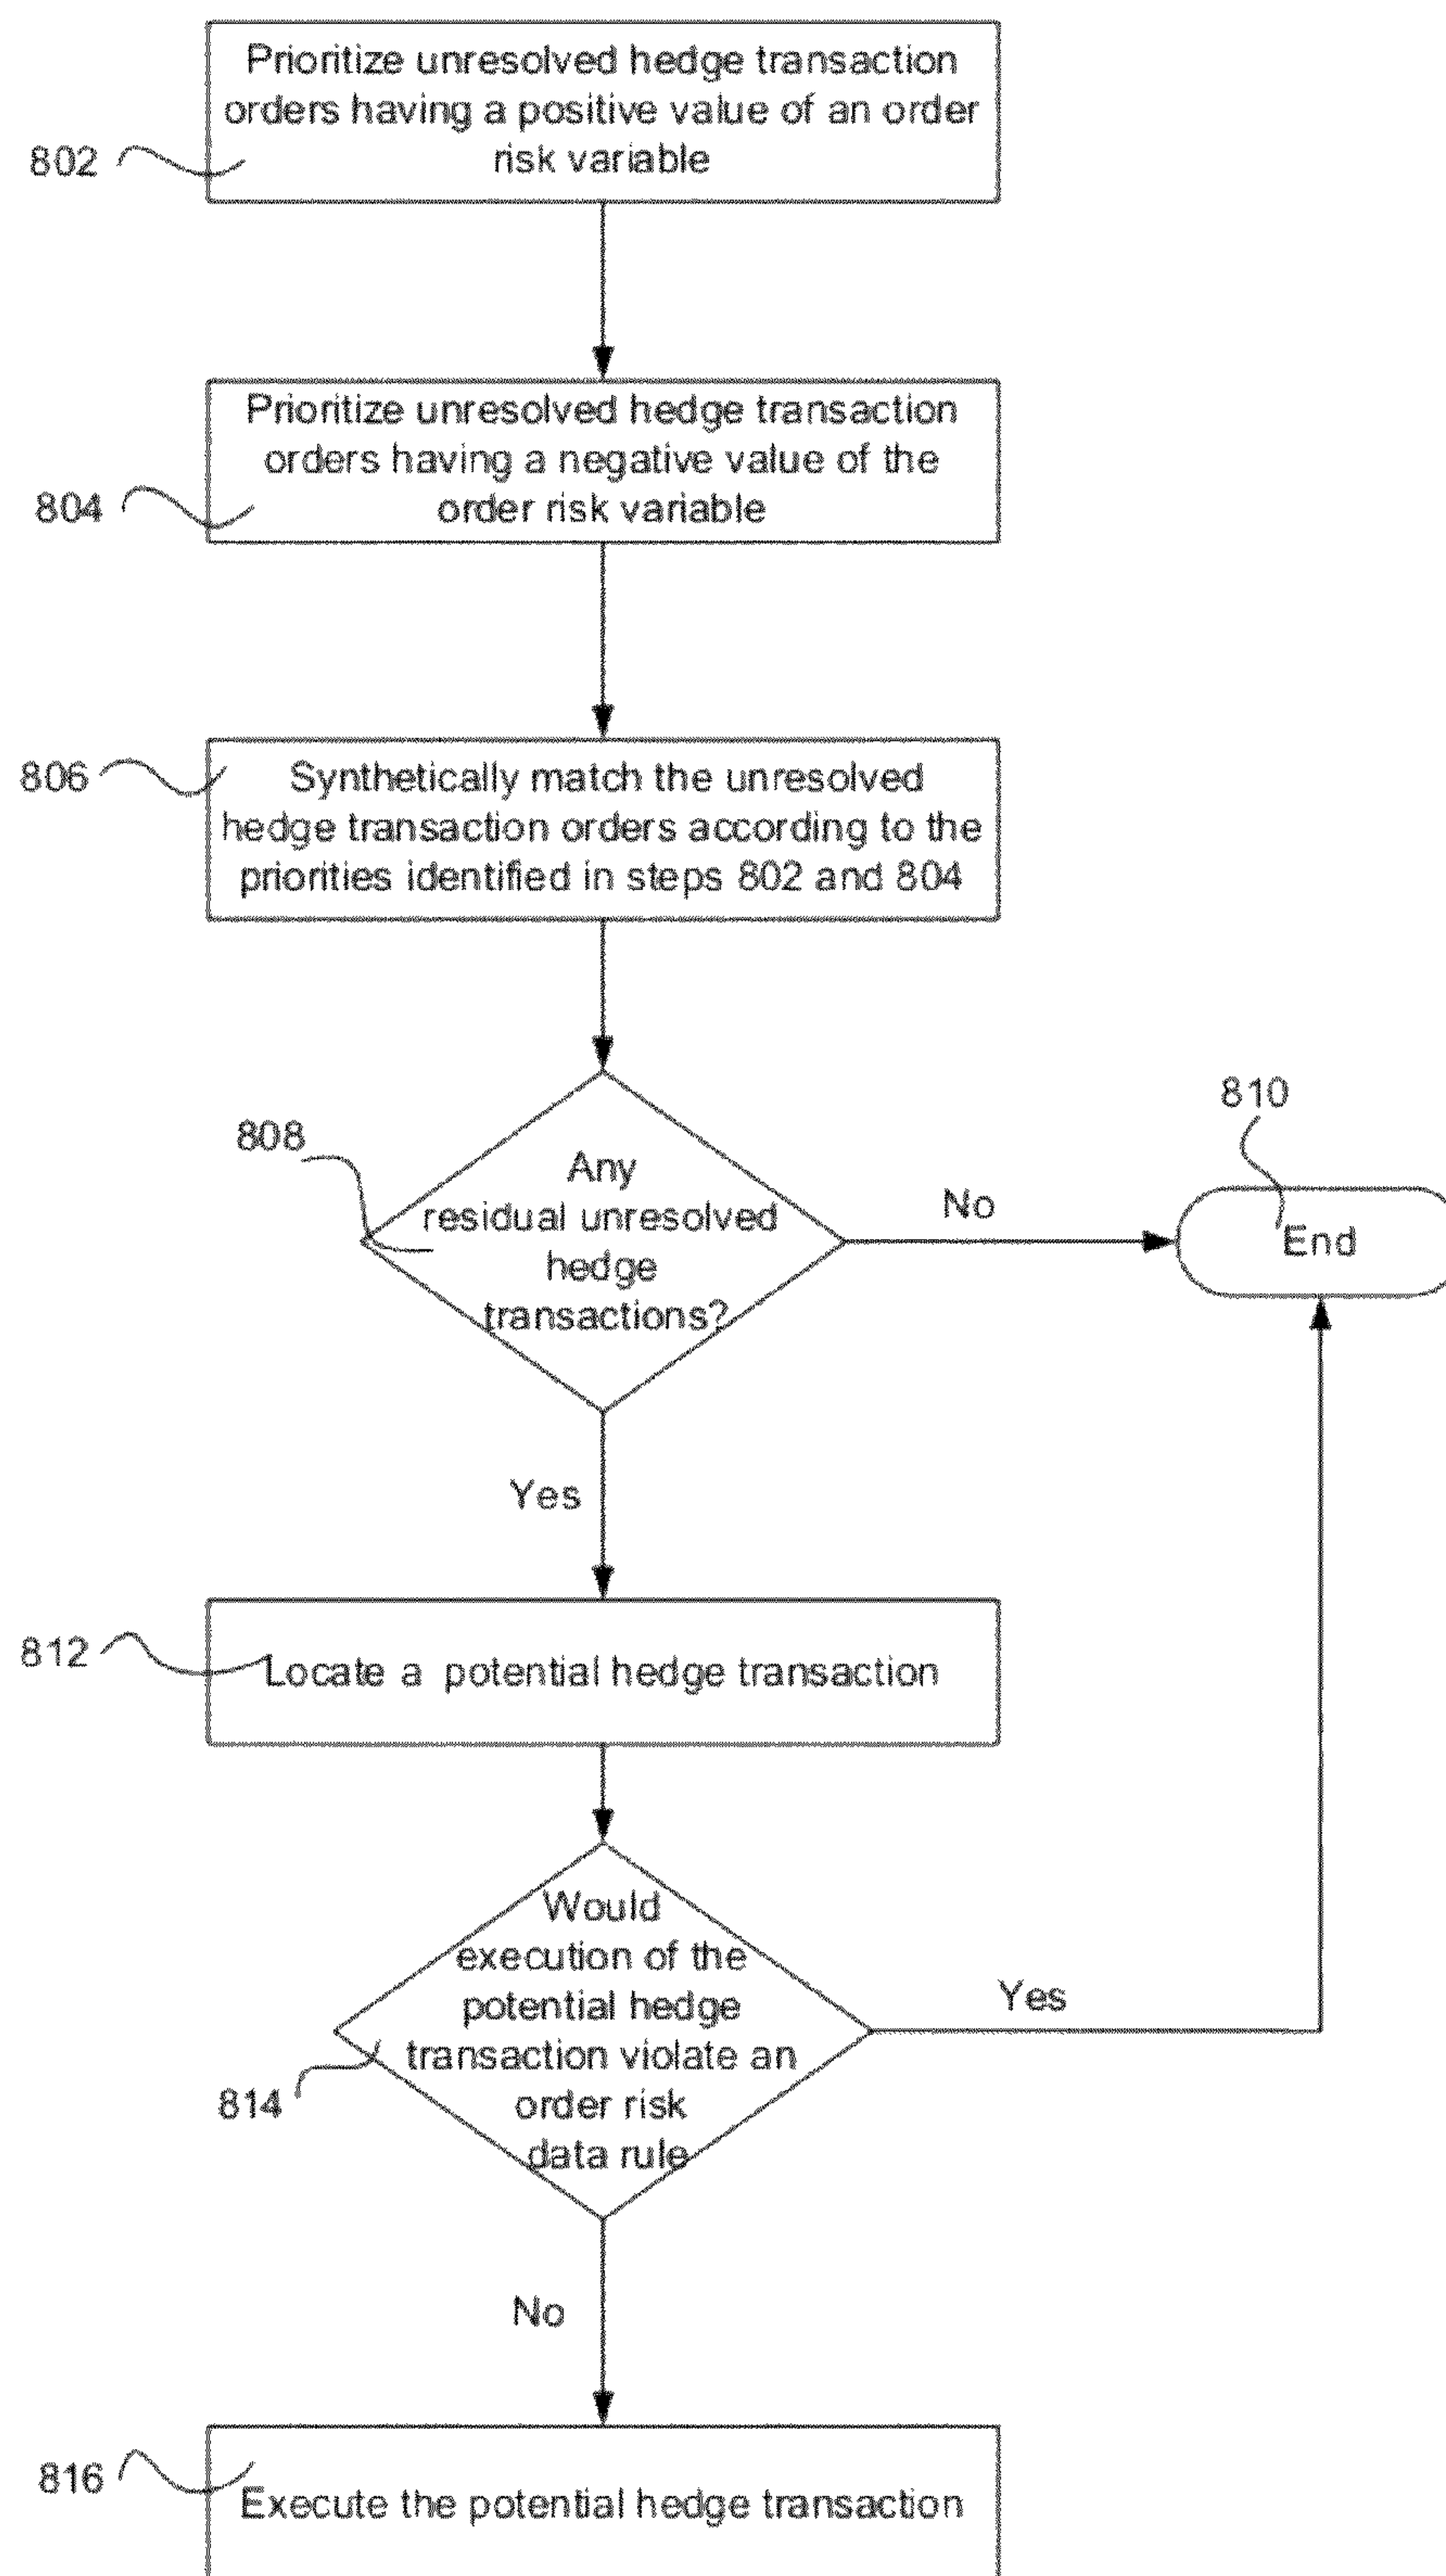 Prioritize unresolved hedge transaction
orders having a positive value of an order
risk variable
802
Prioritize unresolved hedge transaction
orders having a negative value of the
order risk variable
804
806
Synthetically match the unresolved
hedge transaction orders according to the
priorities identified in steps 802 and 804
808
Any
residual unresolved
hedge
transactions?
No
810
End
Yes
812
Locate a potential hedge transaction
Would
execution of the
potential hedge
transaction violate an
order risk
data rule
814
Yes
No
816
Execute the potential hedge transaction